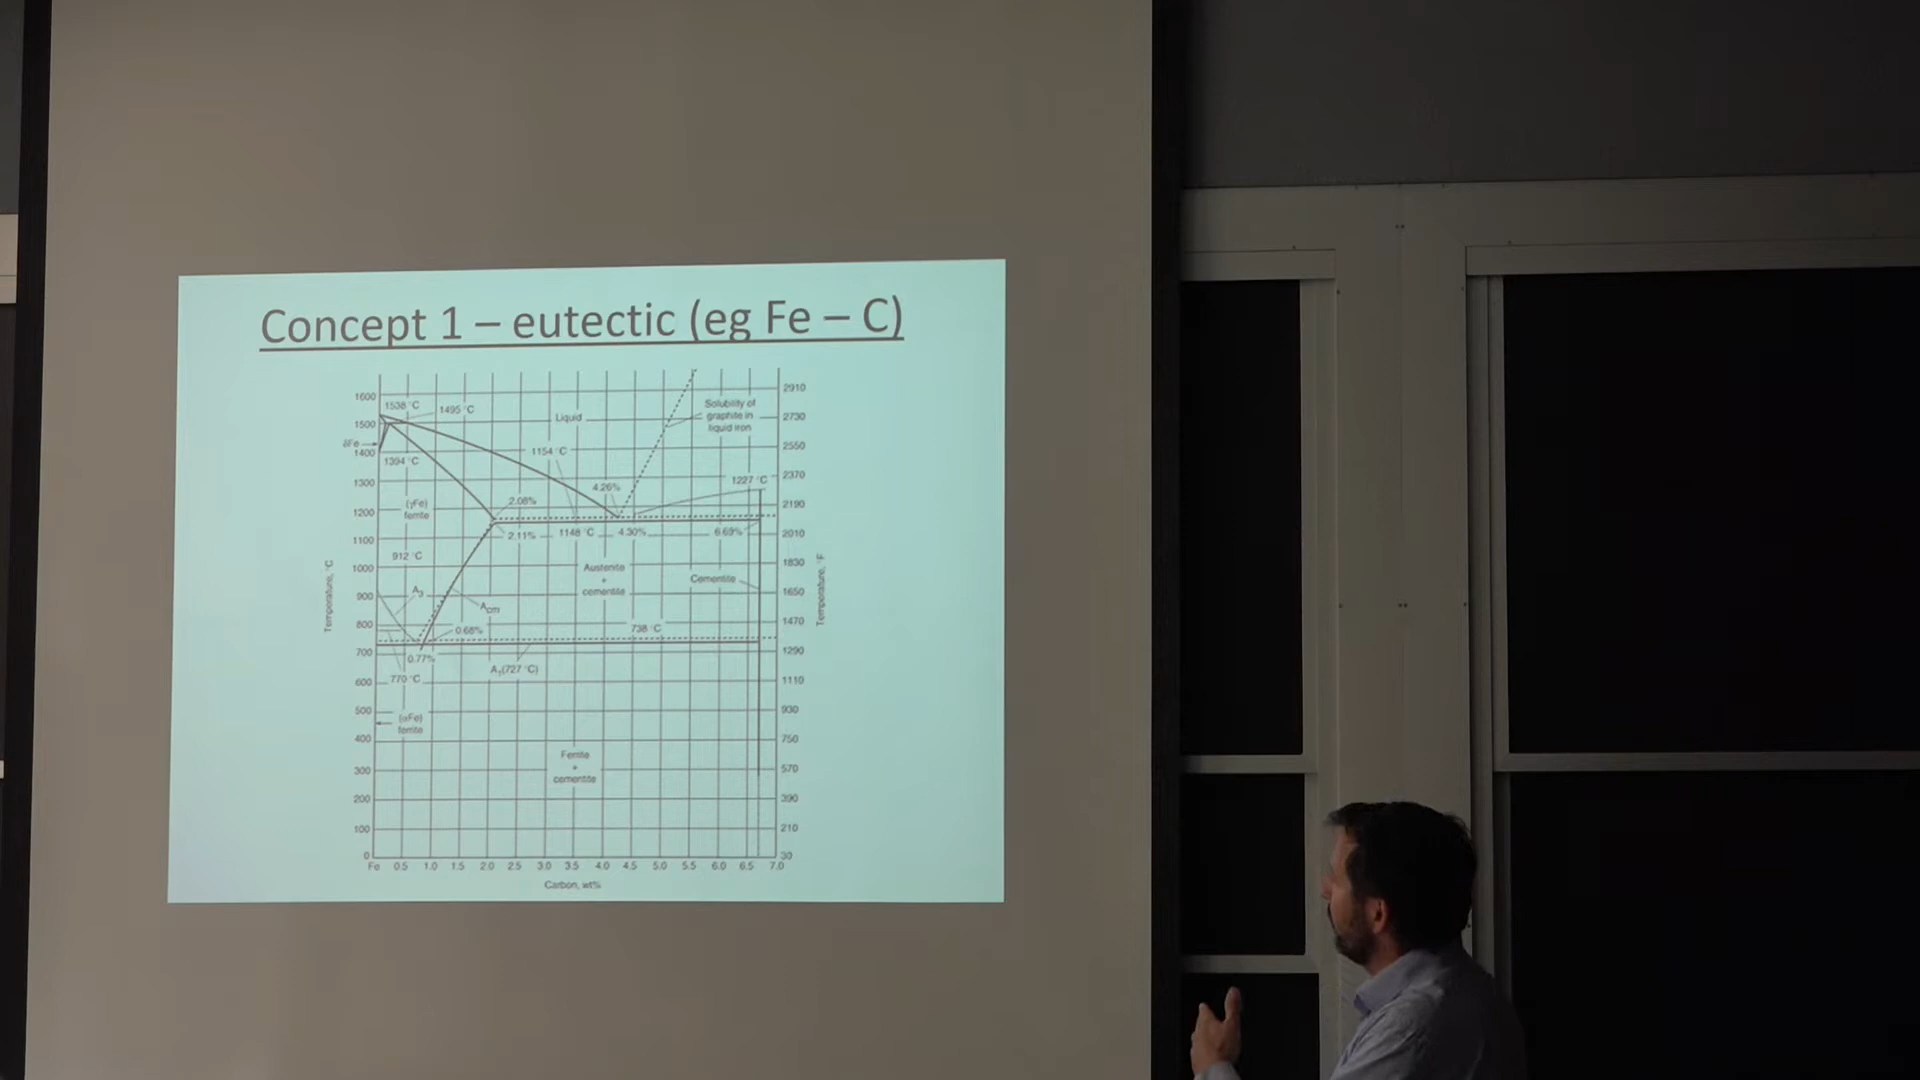 Concept 1 – eutectic (eg Fe – C)
1600
1538 °C
1495 °C
Liquid
Solubility of
graphite in
liquid iron
2910
1500
2730
δFe
1400
1394 °C
1154 °C
2550
1300
4.26%
1227 °C
2370
(γFe)
ferrite
2.08%
1200
2190
2.11%
1148 °C
4.30%
6.69%
1100
2010
912 °C
Austenite
+
cementite
Cementite
1000
1830
Temperature, °C
Temperature, °F
900
A3
Acm
1650
800
0.68%
738 °C
1470
700
0.77%
A1(727 °C)
1290
600
770 °C
1110
500
(αFe)
ferrite
930
400
Ferrite
+
cementite
750
300
570
200
390
100
210
0
30
Fe 0.5 1.0 1.5 2.0 2.5 3.0 3.5 4.0 4.5 5.0 5.5 6.0 6.5 7.0
Carbon, wt%